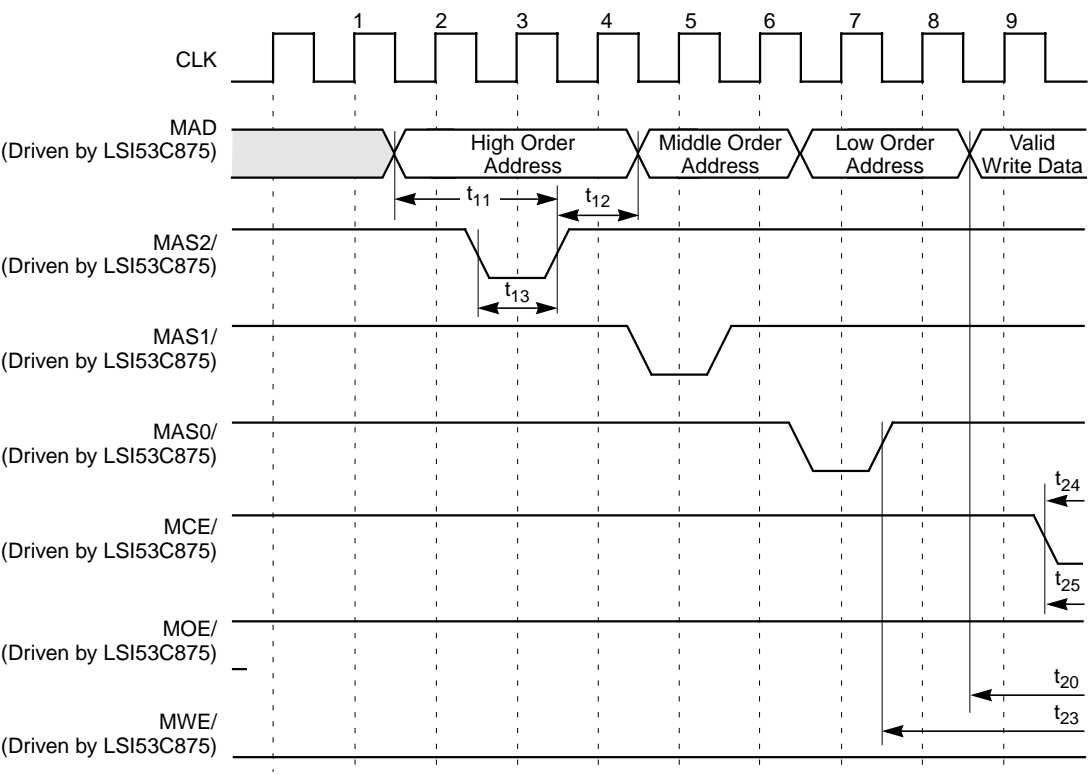 1 2 3 4 5 6 7 8 9
CLK
MAD
(Driven by LSI53C875)
High Order
Address
Middle Order
Address
Low Order
Address
Valid
Write Data
t11
t12
MAS2/
(Driven by LSI53C875)
t13
MAS1/
(Driven by LSI53C875)
MAS0/
(Driven by LSI53C875)
t24
MCE/
(Driven by LSI53C875)
t25
MOE/
(Driven by LSI53C875)
t20
t23
MWE/
(Driven by LSI53C875)